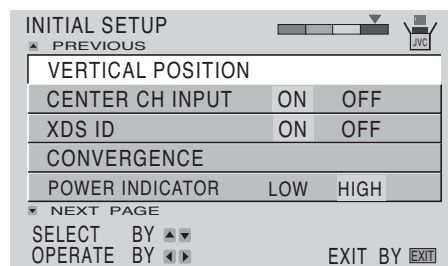 INITIAL SETUP
PREVIOUS
JVC
VERTICAL POSITION
CENTER CH INPUT ON OFF
XDS ID ON OFF
CONVERGENCE
POWER INDICATOR LOW HIGH
NEXT PAGE
SELECT BY
OPERATE BY
EXIT BY EXIT